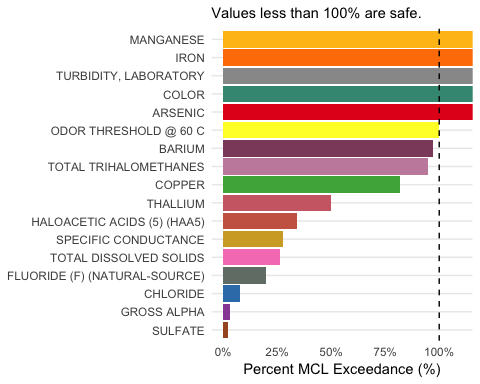 Values less than 100% are safe.
MANGANESE
IRON
TURBIDITY, LABORATORY
COLOR
ARSENIC
ODOR THRESHOLD @ 60 C
BARIUM
TOTAL TRIHALOMETHANES
COPPER
THALLIUM
HALOACETIC ACIDS (5) (HAA5)
SPECIFIC CONDUCTANCE
TOTAL DISSOLVED SOLIDS
FLUORIDE (F) (NATURAL-SOURCE)
CHLORIDE
GROSS ALPHA
SULFATE
0% 25% 50% 75% 100%
Percent MCL Exceedance (%)